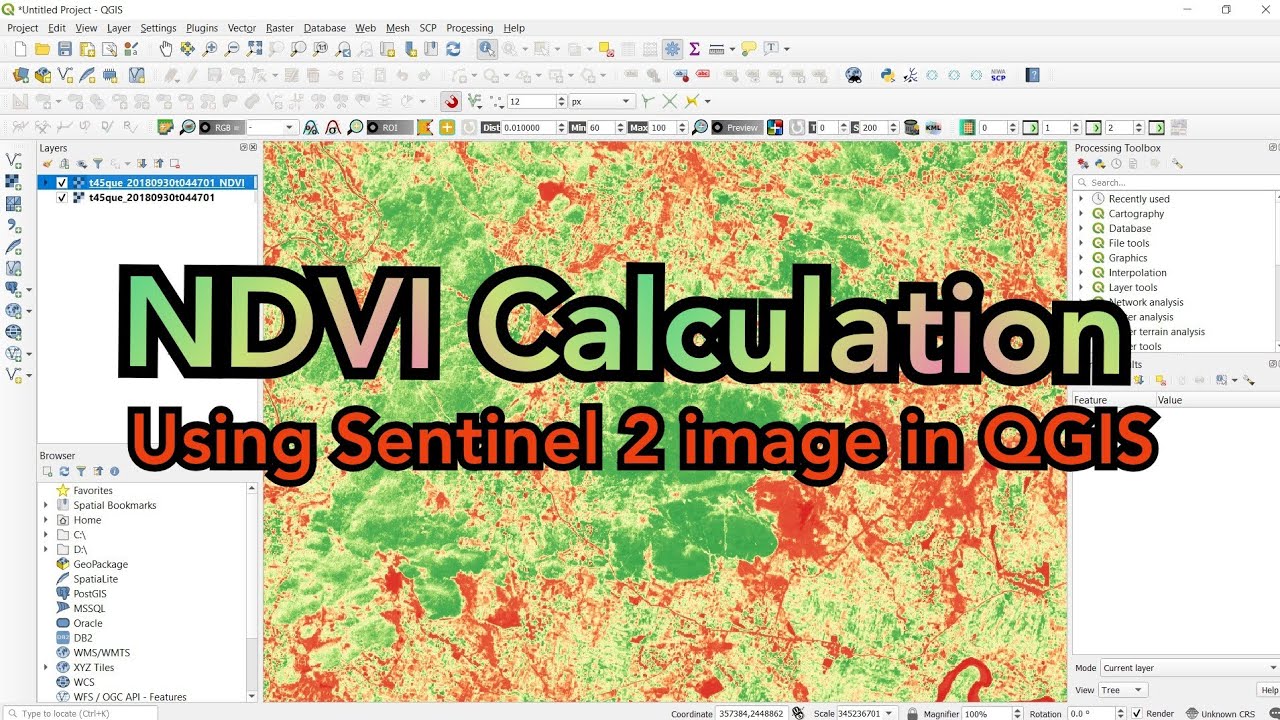 *Untitled Project - QGIS
Project Edit View Layer Settings Plugins Vector Raster Database Web Mesh SCP Processing Help
NIWA
SCP
12 px
RGB = - ROI Dist 0.010000 Min 60 Max 100 Preview T 0 S 200 KML 0 1 2
Layers
t45que_20180930t044701_NDVI
t45que_20180930t044701
Processing Toolbox
Search...
Recently used
Cartography
Database
File tools
Graphics
Interpolation
Layer tools
Network analysis
er analysis
er terrain analysis
er tools
NDVI Calculation
Using Sentinel 2 image in QGIS
ults
Feature Value
Browser
Favorites
Spatial Bookmarks
Home
C:\
D:\
GeoPackage
SpatiaLite
PostGIS
MSSQL
Oracle
DB2
WMS/WMTS
XYZ Tiles
WCS
WFS / OGC API - Features
Mode Current layer
View Tree Help
Type to locate (Ctrl+K) Coordinate 357384,2448862 Scale 345236701 Magnifier 100% Rotation 0.0 ° Render Unknown CRS